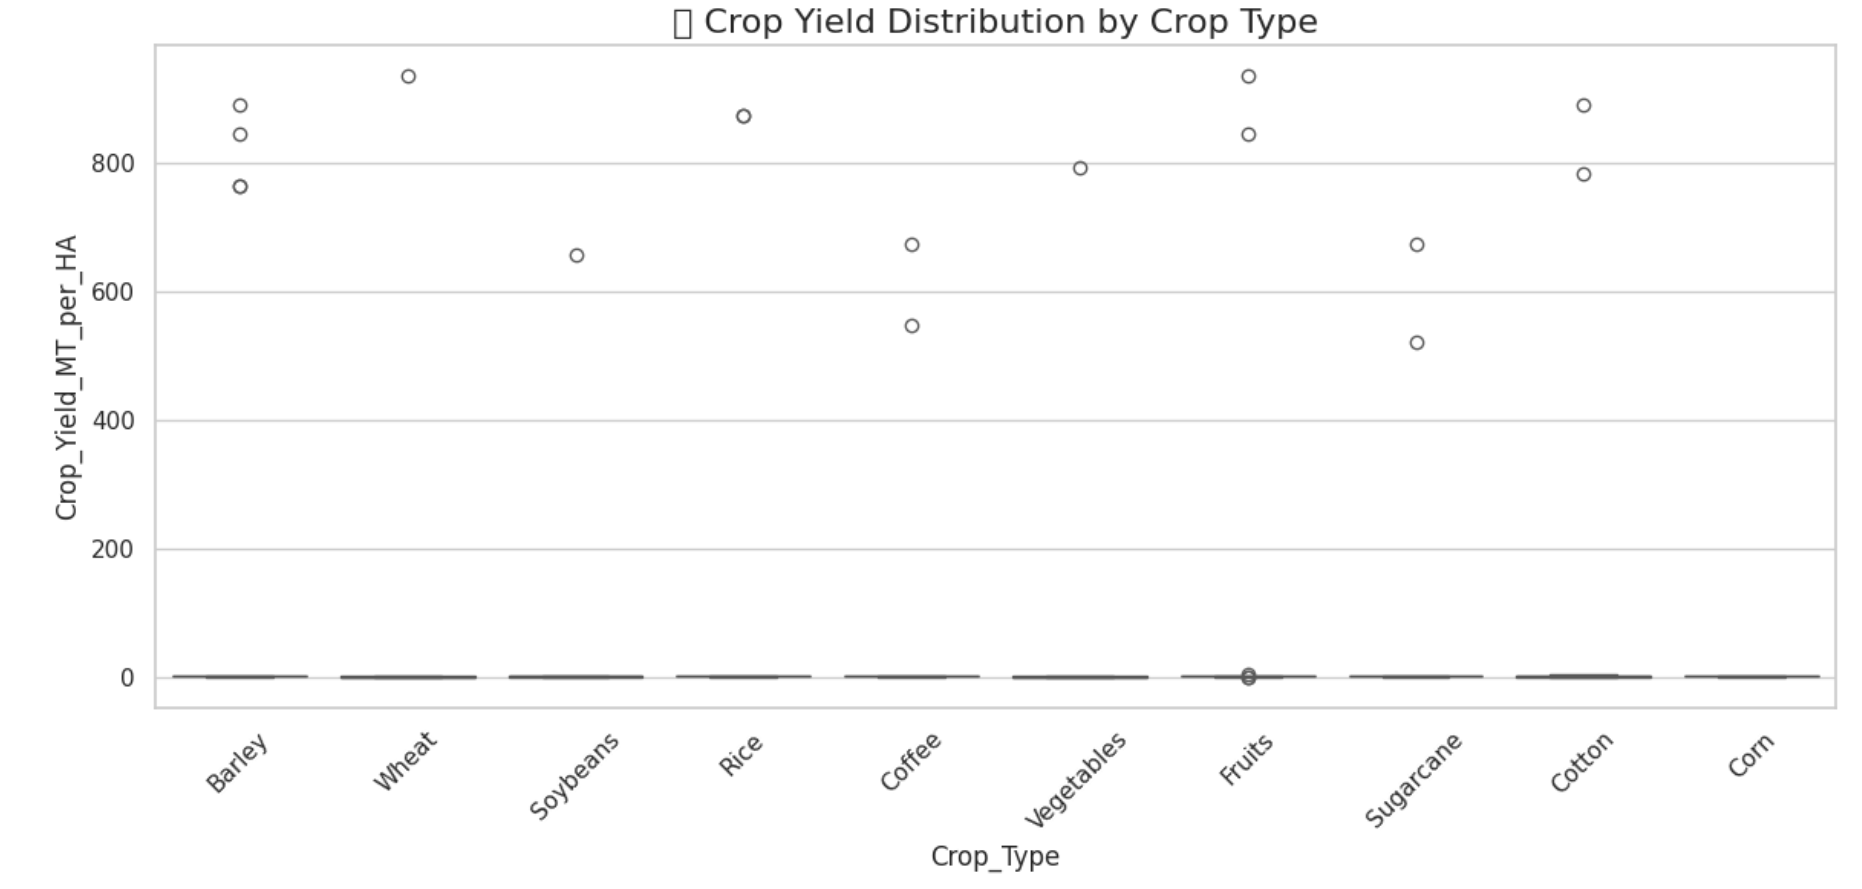 ▯ Crop Yield Distribution by Crop Type
Crop_Yield_MT_per_HA
800
600
400
200
0
Barley
Wheat
Soybeans
Rice
Coffee
Vegetables
Fruits
Sugarcane
Cotton
Corn
Crop_Type